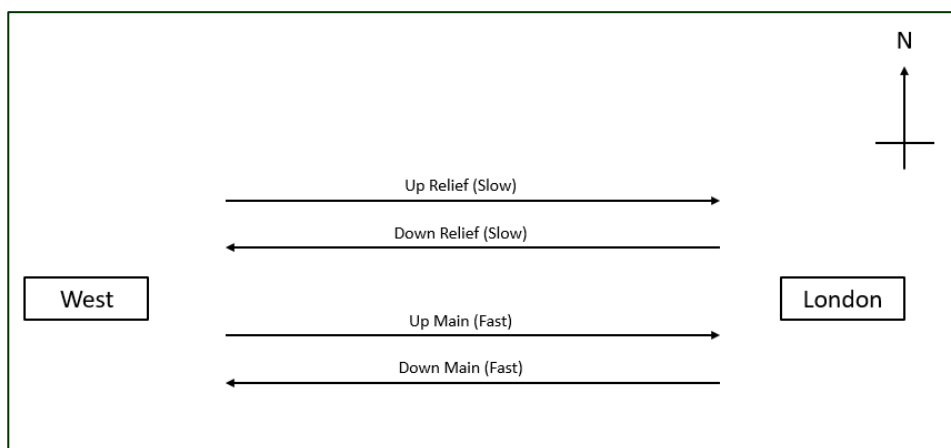 N
Up Relief (Slow)
Down Relief (Slow)
West
London
Up Main (Fast)
Down Main (Fast)